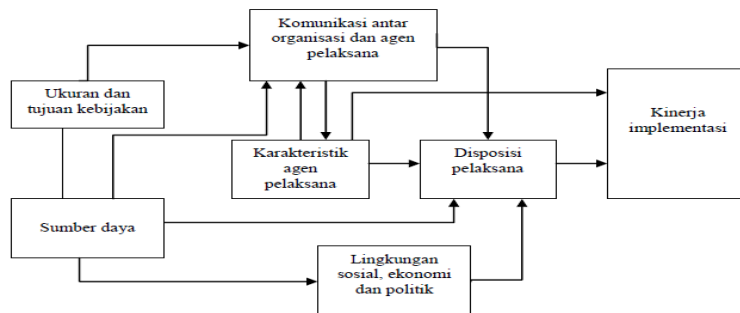 Komunikasi antar
organisasi dan agen
pelaksana
Ukuran dan
tujuan kebijakan
Kinerja
implementasi
Karakteristik
agen
pelaksana
Disposisi
pelaksana
Sumber daya
Lingkungan
sosial, ekonomi
dan politik